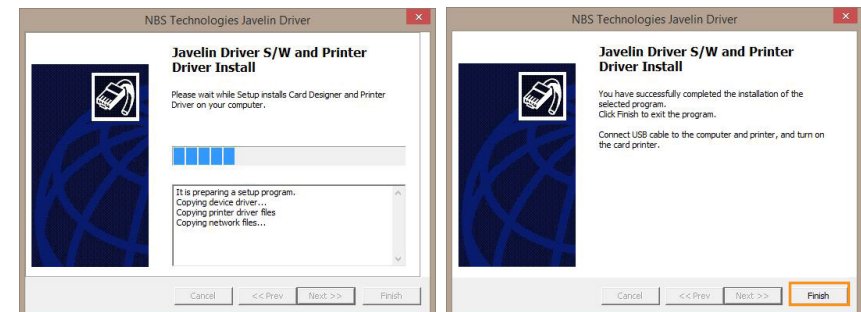 NBS Technologies Javelin Driver
Javelin Driver S/W and Printer
Driver Install
Please wait while Setup installs Card Designer and Printer
Driver on your computer.
It is preparing a setup program.
Copying device driver...
Copying printer driver files
Copying network files...
Cancel
<< Prev
Next >>
Finish
NBS Technologies Javelin Driver
Javelin Driver S/W and Printer
Driver Install
You have successfully completed the installation of the
selected program.
Click Finish to exit the program.
Connect USB cable to the computer and printer, and turn on
the card printer.
Cancel
<< Prev
Next >>
Finish